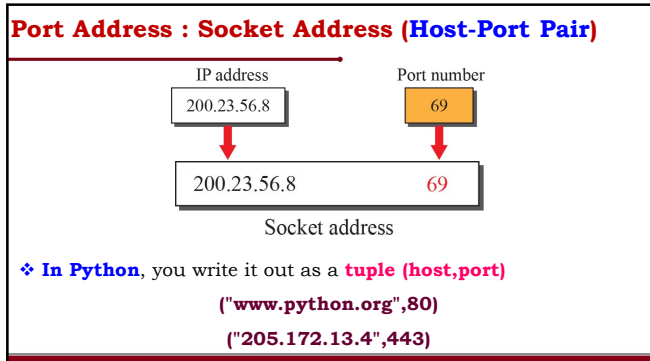 Port Address : Socket Address (Host-Port Pair)
IP address Port number
200.23.56.8 69
200.23.56.8 69
Socket address
❖ In Python, you write it out as a tuple (host,port)
("www.python.org",80)
("205.172.13.4",443)